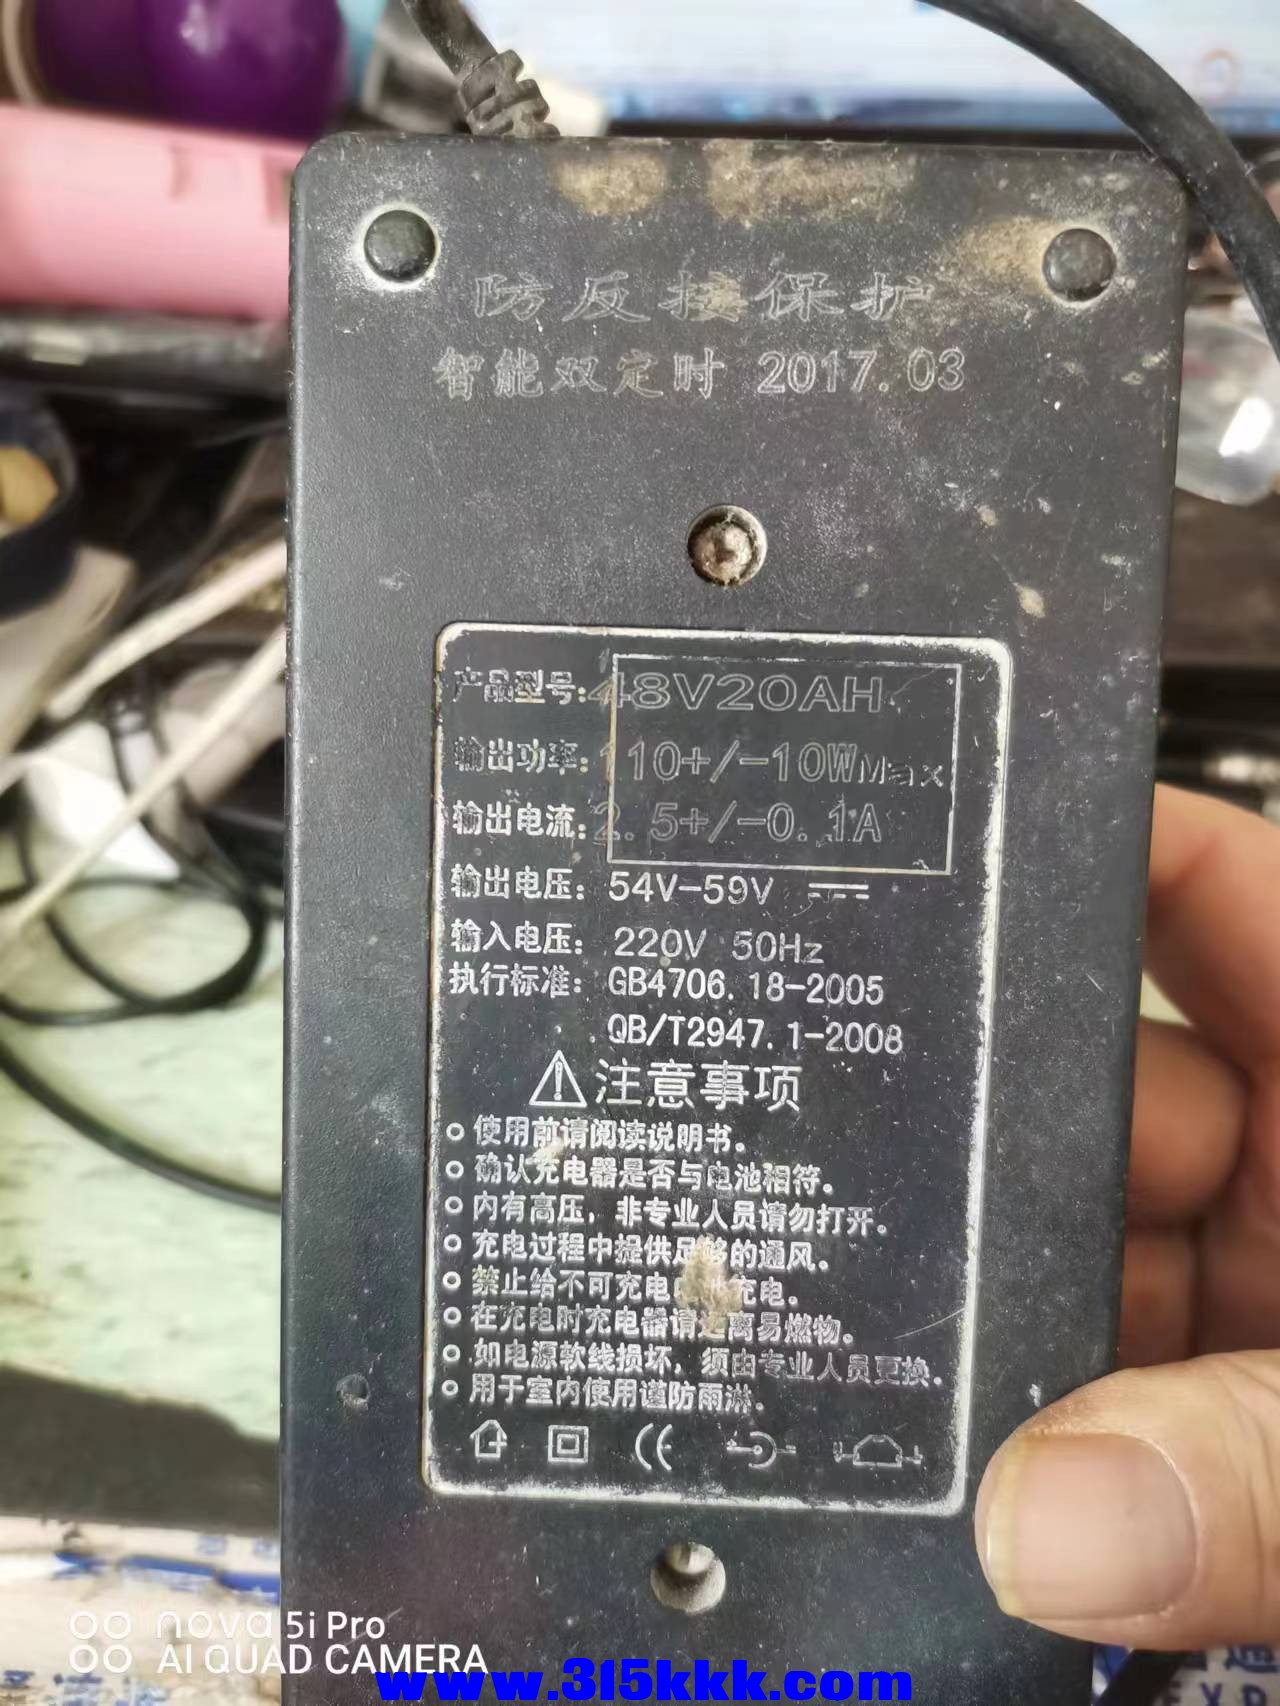 防反接保护
智能双定时 2017.03
产品型号:48V20AH
输出功率:110+/-10WMax
输出电流:2.5+/-0.1A
输出电压:54V-59V
输入电压:220V 50Hz
执行标准:GB4706.18-2005
QB/T2947.1-2008
注意事项
使用前请阅读说明书。
确认充电器是否与电池相符。
内有高压，非专业人员请勿打开。
充电过程中提供足够的通风。
禁止给不可充电电池充电。
在充电时充电器请远离易燃物。
如电源软线损坏，须由专业人员更换。
用于室内使用谨防雨淋。
CE
nova 5i Pro
AI QUAD CAMERA
www.315kkk.com